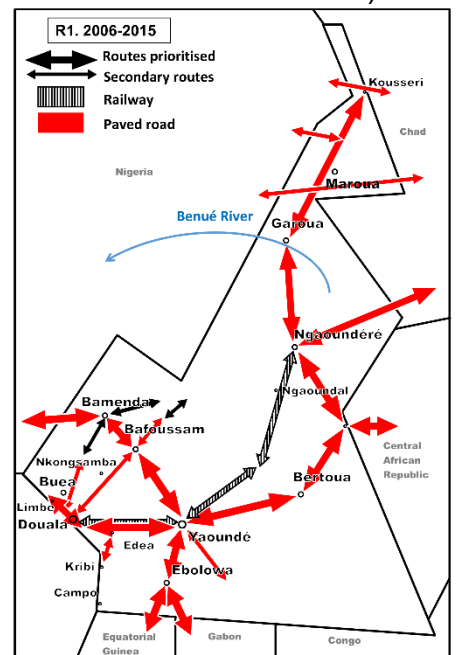 R1. 2006-2015
Routes prioritised
Secondary routes
Railway
Paved road
Kousseri
Chad
Nigeria
Maroua
Benué River
Garoua
Ngaoundéré
Ngaoundal
Bamenda
Bafoussam
Nkongsamba
Central
African
Republic
Buea
Bertoua
Limbe
Douala
Yaoundé
Edea
Kribi
Ebolowa
Campo
Equatorial
Guinea
Gabon
Congo